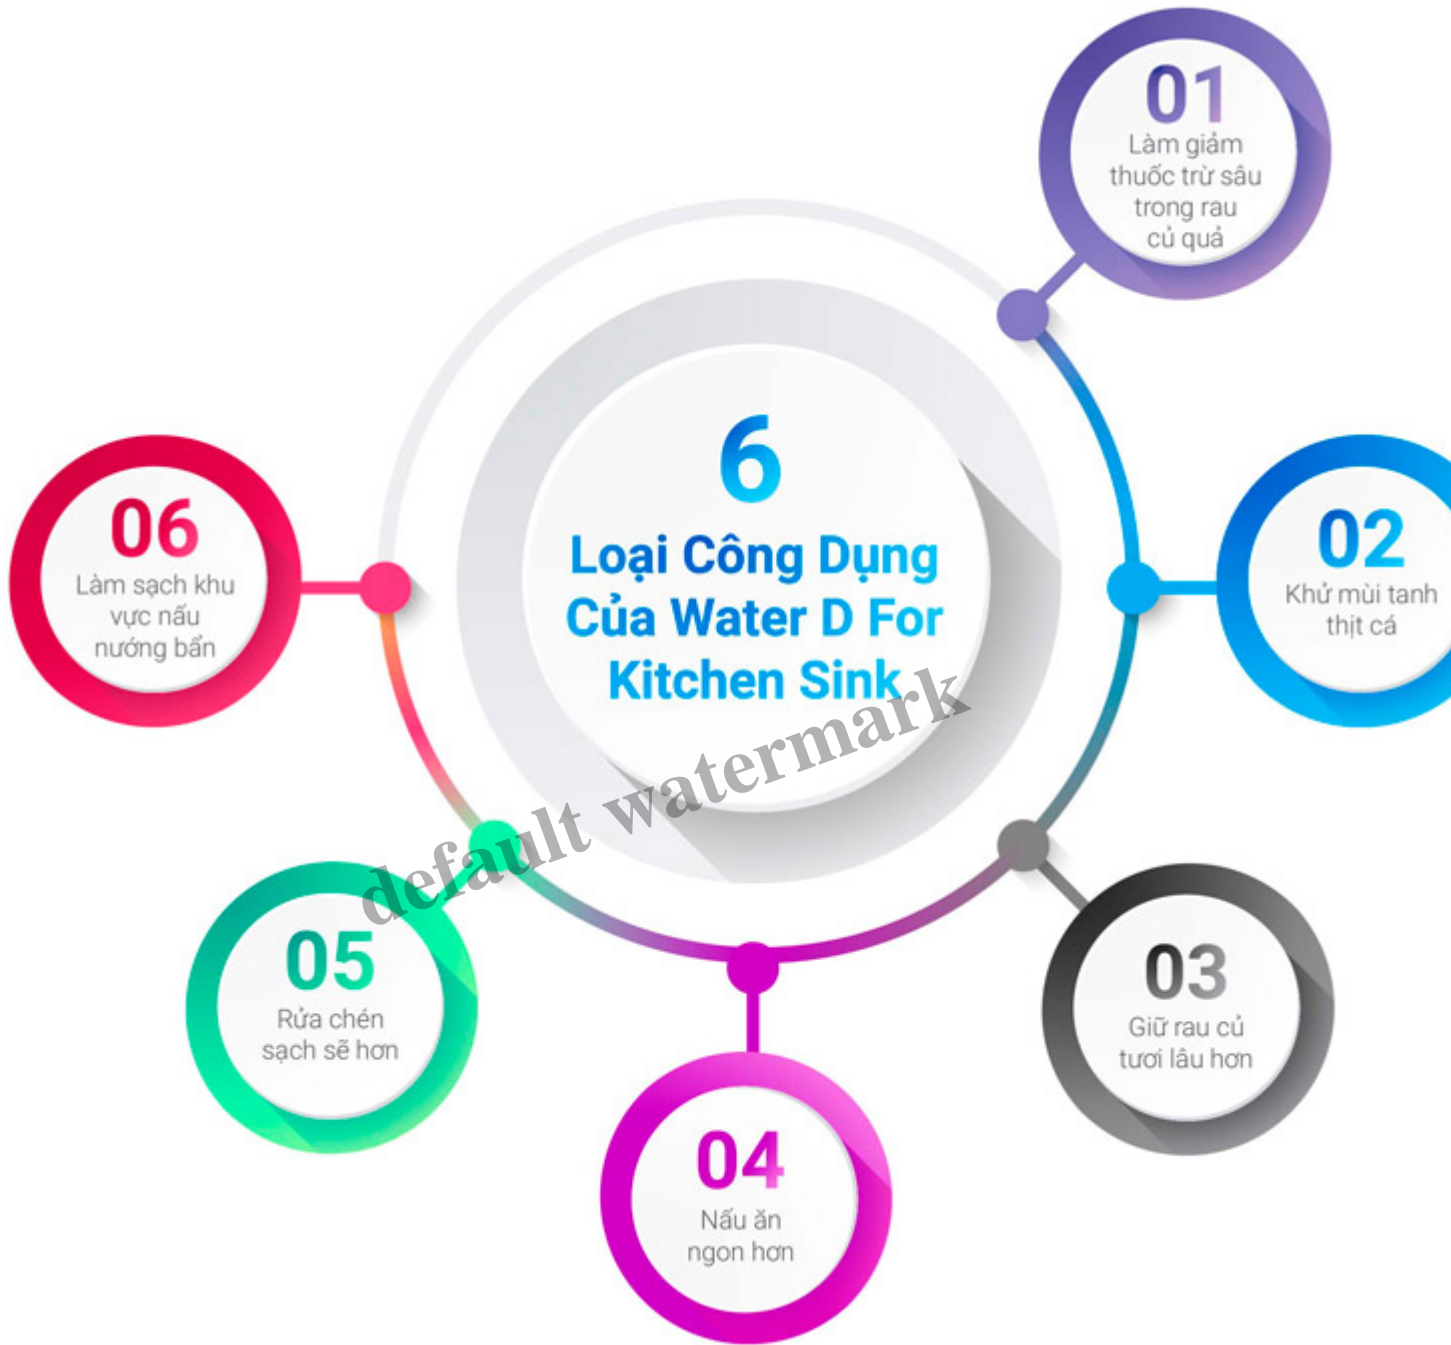 6
Loại Công Dụng
Của Water D For
Kitchen Sink
01
Làm giảm
thuốc trừ sâu
trong rau
củ quả
02
Khử mùi tanh
thịt cá
03
Giữ rau củ
tươi lâu hơn
04
Nấu ăn
ngon hơn
05
Rửa chén
sạch sẽ hơn
06
Làm sạch khu
vực nấu
nướng bẩn
default watermark